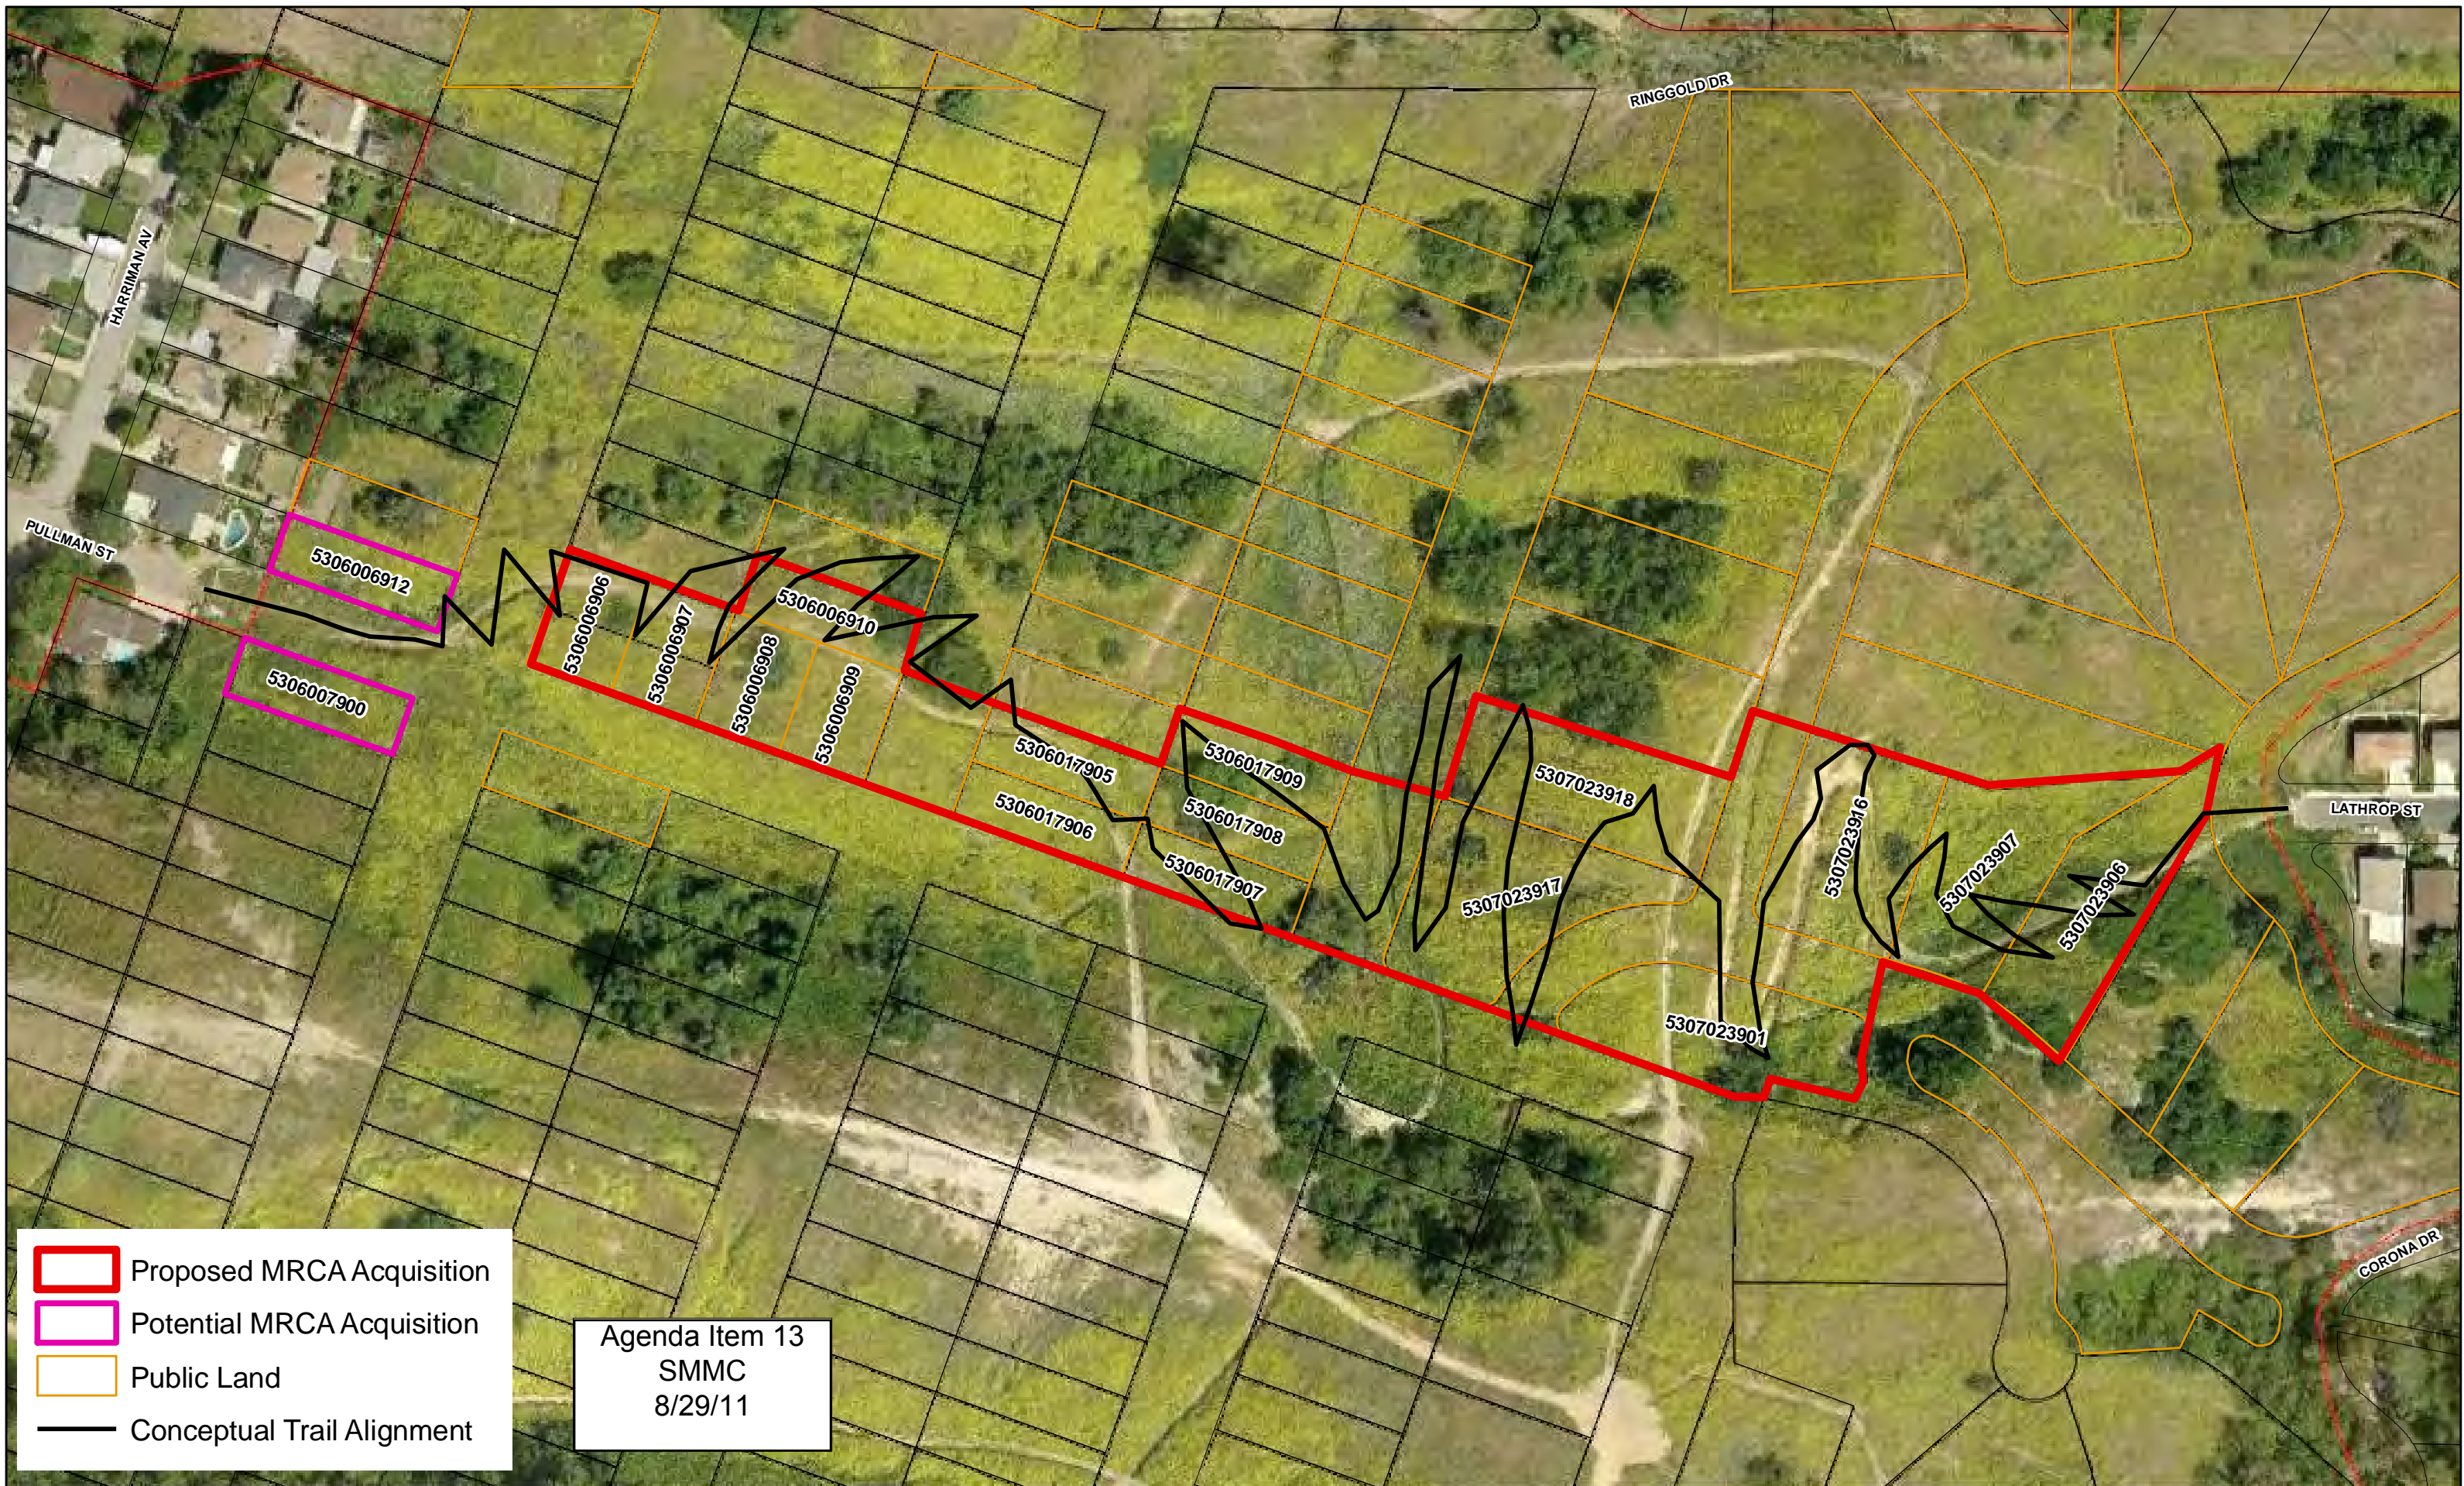 RINGGOLD DR
HARRIMAN AV
PULLMAN ST
5306006912
5306007900
5306006906
5306006907
5306006908
5306006909
5306006910
5306017905
5306017906
5306017909
5306017908
5306017907
5307023918
5307023917
5307023916
5307023907
5307023906
5307023901
LATHROP ST
CORONA DR
Proposed MRCA Acquisition
Potential MRCA Acquisition
Public Land
Conceptual Trail Alignment
Agenda Item 13
SMMC
8/29/11